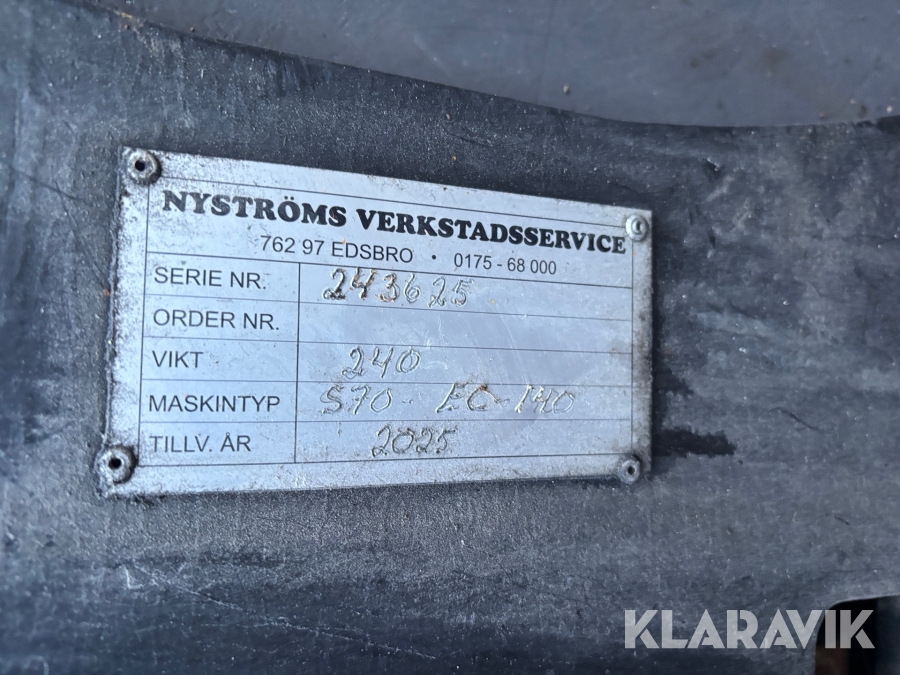 NYSTRÖMS VERKSTADSSERVICE
762 97 EDSBRO • 0175 - 68 000
SERIE NR. 243625
ORDER NR.
VIKT 240
MASKINTYP S70 - EC-140
TILLV. ÅR 2025
KLARAVIK